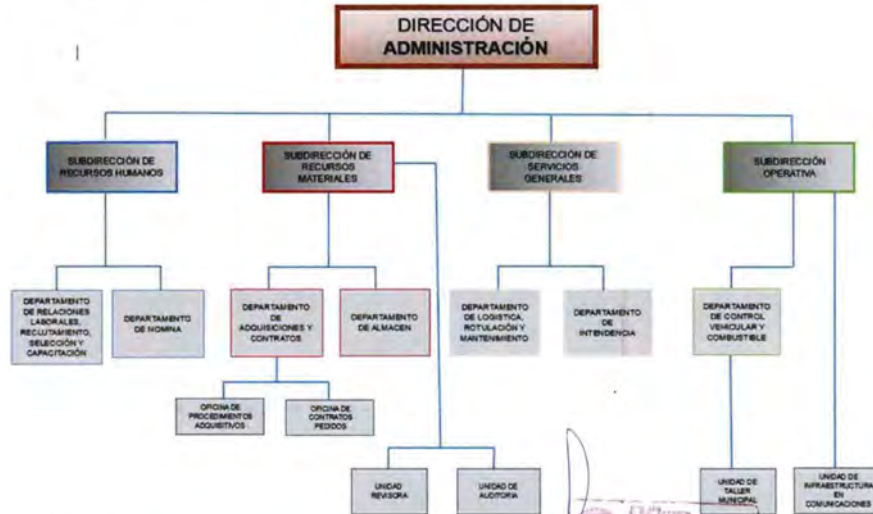 DIRECCIÓN DE
ADMINISTRACIÓN
SUBDIRECCIÓN DE
RECURSOS HUMANOS
SUBDIRECCIÓN DE
RECURSOS
MATERIALES
SUBDIRECCIÓN DE
SERVICIOS
GENERALES
SUBDIRECCIÓN
OPERATIVA
DEPARTAMENTO
DE RELACIONES
LABORALES,
RECLUTAMIENTO,
SELECCIÓN Y
CAPACITACIÓN
DEPARTAMENTO
DE NOMINA
DEPARTAMENTO
DE
ADQUISICIONES Y
CONTRATOS
DEPARTAMENTO
DE ALMACEN
DEPARTAMENTO
DE LOGISTICA,
ROTULACIÓN Y
MANTENIMIENTO
DEPARTAMENTO
DE
INTENDENCIA
DEPARTAMENTO
DE CONTROL
VEHICULAR Y
COMBUSTIBLE
OFICINA DE
PROCEDIMIENTOS
ADQUISITIVOS
OFICINA DE
CONTRATOS
PEDIDOS
UNIDAD
REVISORA
UNIDAD DE
AUDITORIA
UNIDAD DE
TALLER
MUNICIPAL
UNIDAD DE
INFRAESTRUCTURA
EN
COMUNICACIONES